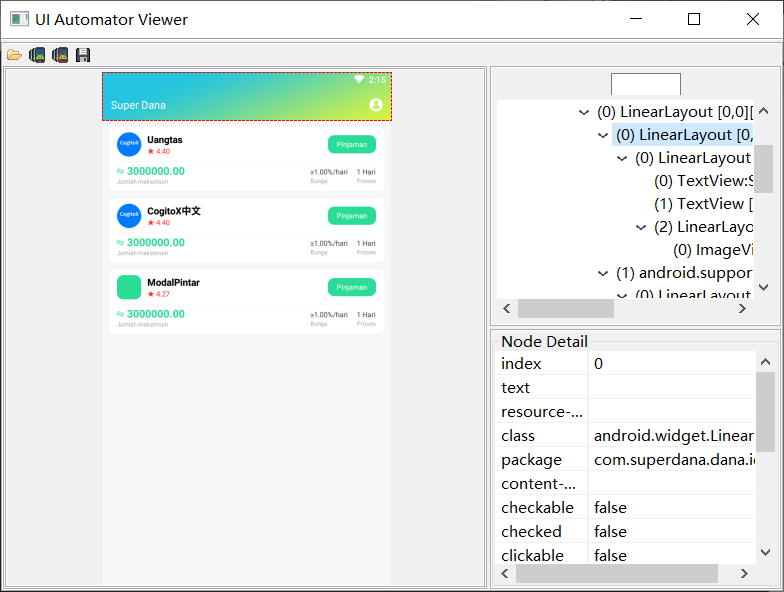 UI Automator Viewer
2:15
Super Dana
CogitoX
Uangtas
★ 4.40
Pinjaman
Rp 3000000.00
Jumlah maksimum
≥1.00%/hari
Bunga
1 Hari
Proses
CogitoX
CogitoX中文
★ 4.40
Pinjaman
Rp 3000000.00
Jumlah maksimum
≥1.00%/hari
Bunga
1 Hari
Proses
ModalPintar
★ 4.27
Pinjaman
Rp 3000000.00
Jumlah maksimum
≥1.00%/hari
Bunga
1 Hari
Proses
(0) LinearLayout [0,0][
(0) LinearLayout [0,
(0) LinearLayout
(0) TextView:S
(1) TextView [
(2) LinearLayo
(0) ImageVi
(1) android.suppor
(0) LinearLayout
Node Detail
index 0
text
resource-...
class android.widget.Linear
package com.superdana.dana.i
content-...
checkable false
checked false
clickable false